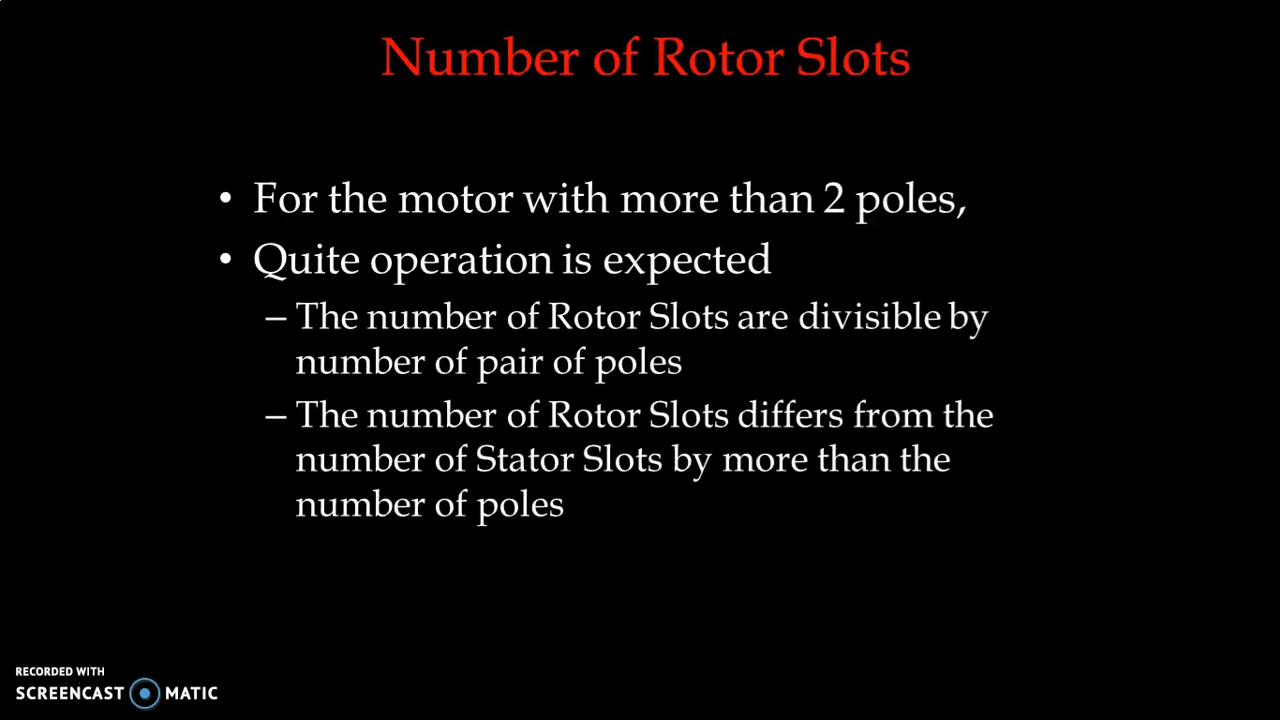 Number of Rotor Slots
• For the motor with more than 2 poles,
• Quite operation is expected
– The number of Rotor Slots are divisible by
number of pair of poles
– The number of Rotor Slots differs from the
number of Stator Slots by more than the
number of poles
RECORDED WITH
SCREENCAST MATIC